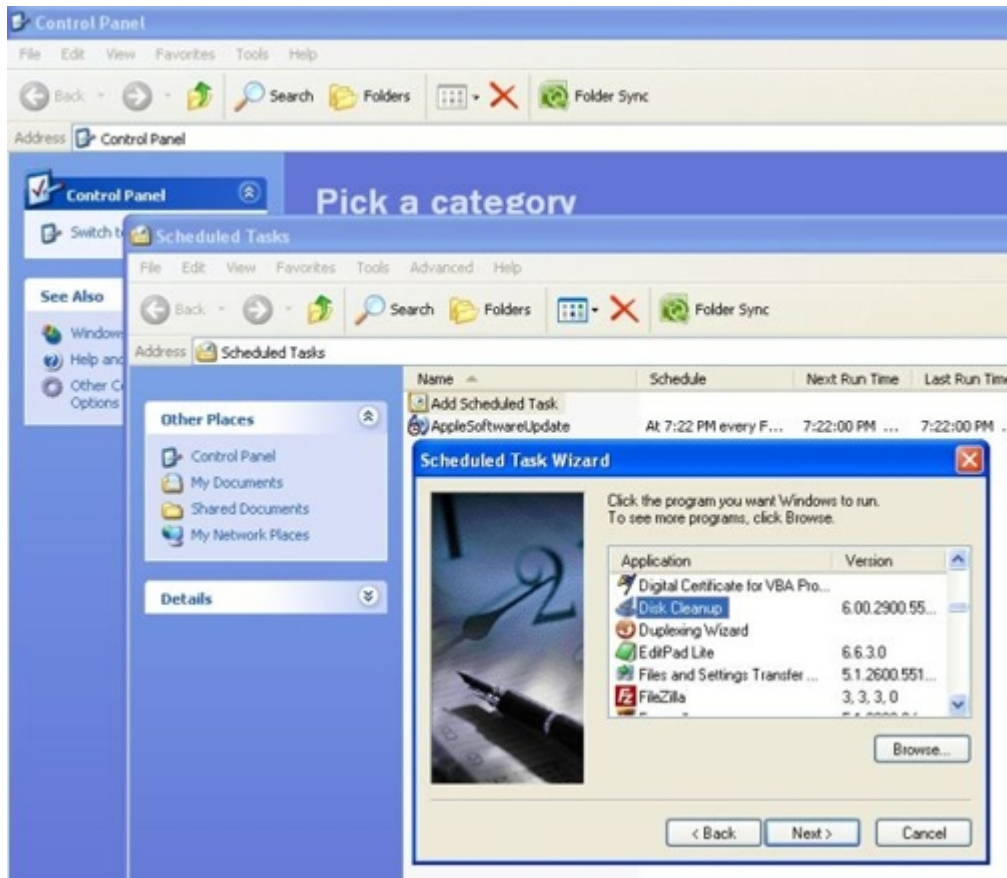 Control Panel
File Edit View Favorites Tools Help
Back Search Folders Folder Sync
Address Control Panel
Control Panel
Pick a category
Switch to
See Also
Windows
Help and
Other
Options
Scheduled Tasks
File Edit View Favorites Tools Advanced Help
Back Search Folders Folder Sync
Address Scheduled Tasks
Other Places
Control Panel
My Documents
Shared Documents
My Network Places
Details
Name Schedule Next Run Time Last Run Time
Add Scheduled Task
AppleSoftwareUpdate At 7:22 PM every F... 7:22:00 PM ... 7:22:00 PM
Scheduled Task Wizard
Click the program you want Windows to run.
To see more programs, click Browse.
Application Version
Digital Certificate for VBA Pro...
Disk Cleanup 6.00.2900.55...
Duplexing Wizard
EditPad Lite 6.6.3.0
Files and Settings Transfer ... 5.1.2600.551...
FileZilla 3, 3, 3, 0
Browse...
< Back Next > Cancel